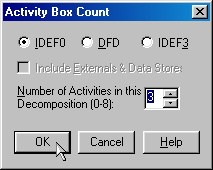 Activity Box Count
IDEF0 DFD IDEF3
Include Externals & Data Stores
Number of Activities in this
Decomposition (0-8): 3
OK Cancel Help